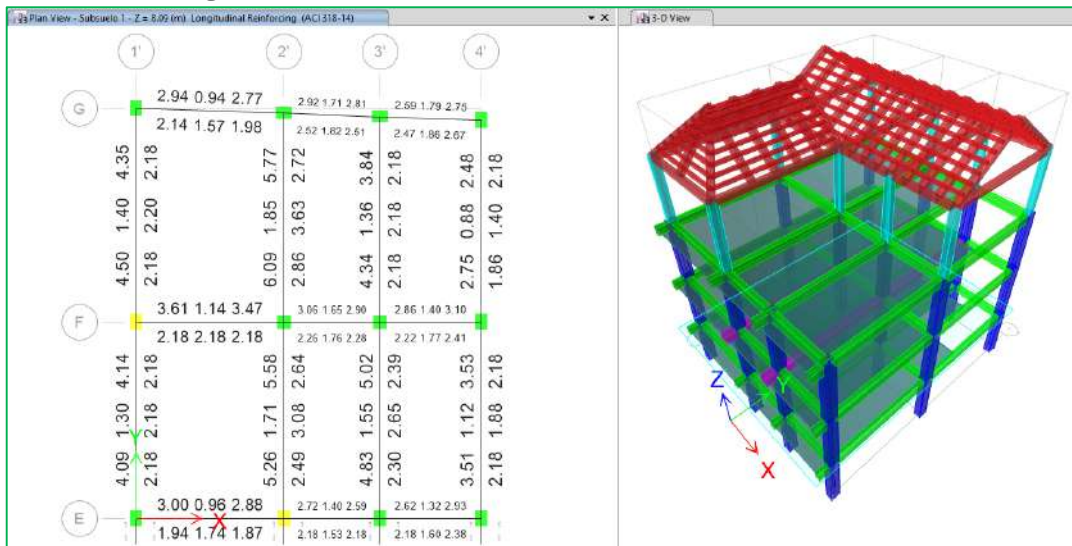 Plan View - Subsuelo 1 - Z = 8.09 (m) Longitudinal Reinforcing (ACI 318-14)
3-D View
1' 2' 3' 4'
G
2.94 0.94 2.77
2.92 1.71 2.81
2.59 1.79 2.75
2.14 1.57 1.98
2.52 1.82 2.51
2.47 1.86 2.67
4.50 1.40 4.35
2.18 2.20 2.18
6.09 1.85 5.77
2.86 3.63 2.72
4.34 1.36 3.84
2.18 2.18 2.18
2.75 0.88 2.48
1.86 1.40 2.18
F
3.61 1.14 3.47
3.06 1.65 2.90
2.86 1.40 3.10
2.18 2.18 2.18
2.26 1.76 2.28
2.22 1.77 2.41
4.09 1.30 4.14
2.18 2.18 2.18
5.26 1.71 5.58
2.49 3.08 2.64
4.83 1.55 5.02
2.30 2.65 2.39
3.51 1.12 3.53
2.18 1.88 2.18
Y
E
3.00 0.96 2.88
2.72 1.40 2.59
2.62 1.32 2.93
X
1.94 1.74 1.87
2.18 1.53 2.18
2.18 1.60 2.38
Z
Y
X